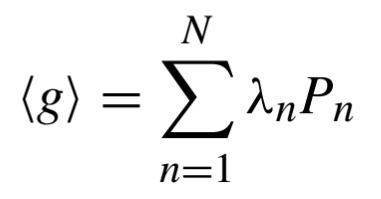 ⟨g⟩ = ∑_{n=1}^{N} λ_n P_n